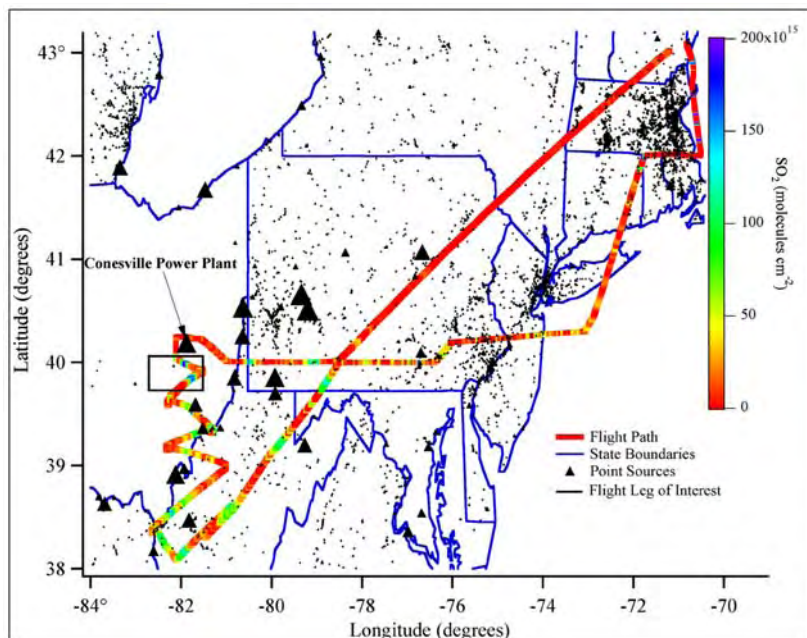 43°
42
41
40
39
38
Latitude (degrees)
-84°
-82
-80
-78
-76
-74
-72
-70
Longitude (degrees)
Conesville Power Plant
Flight Path
State Boundaries
Point Sources
Flight Leg of Interest
200x10¹⁵
150
100
50
0
SO₂ (molecules cm⁻²)